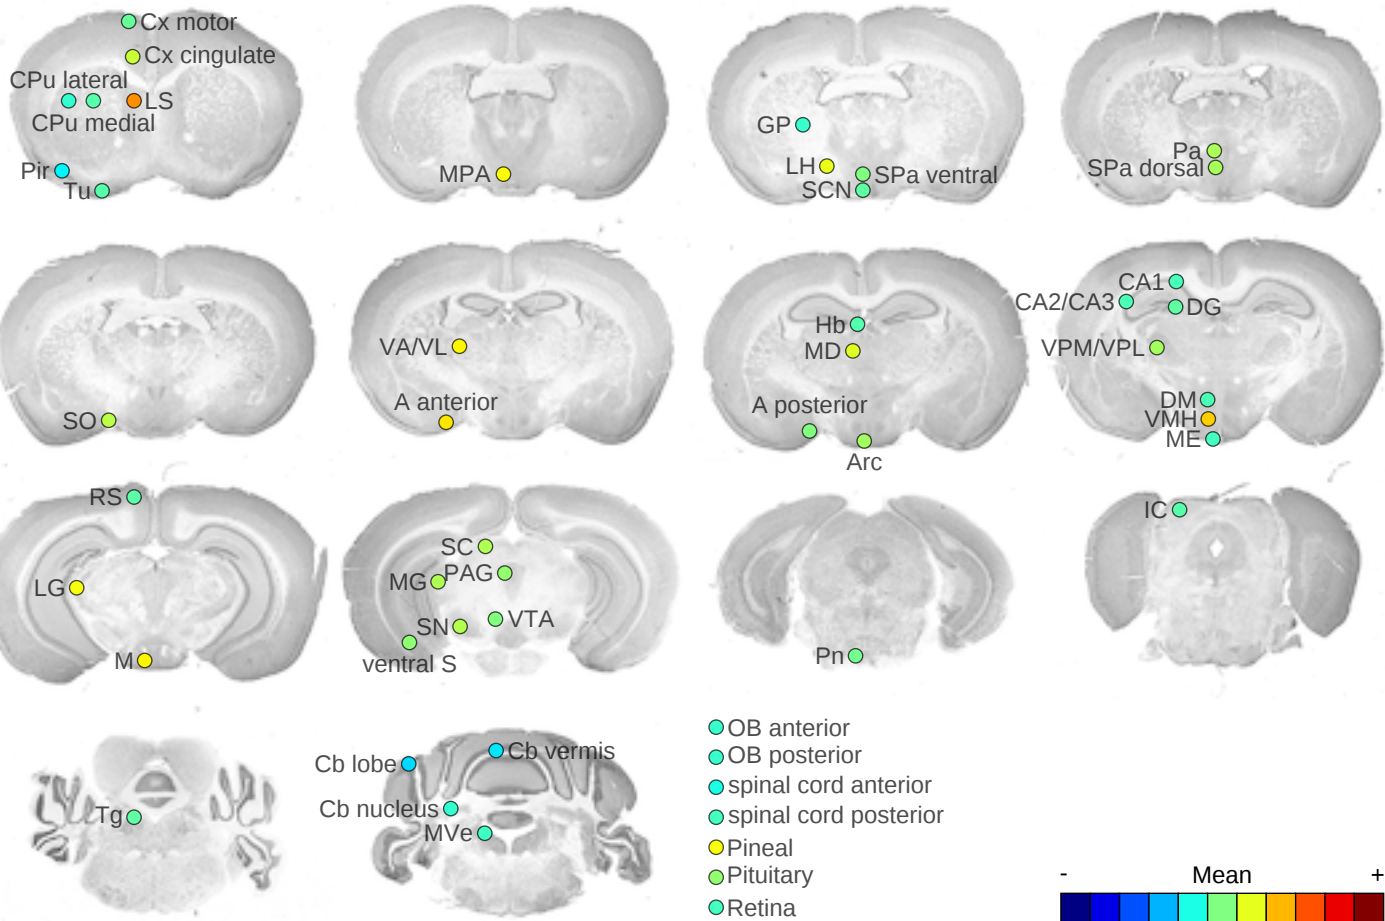 Cx motor
Cx cingulate
CPu lateral
LS
CPu medial
Pir
Tu
MPA
GP
LH
SPa ventral
SCN
Pa
SPa dorsal
SO
VA/VL
A anterior
Hb
MD
A posterior
Arc
CA1
CA2/CA3
DG
VPM/VPL
DM
VMH
ME
RS
LG
M
SC
PAG
MG
VTA
SN
ventral S
Pn
IC
Tg
Cb vermis
Cb lobe
Cb nucleus
MVe
OB anterior
OB posterior
spinal cord anterior
spinal cord posterior
Pineal
Pituitary
Retina
- Mean +